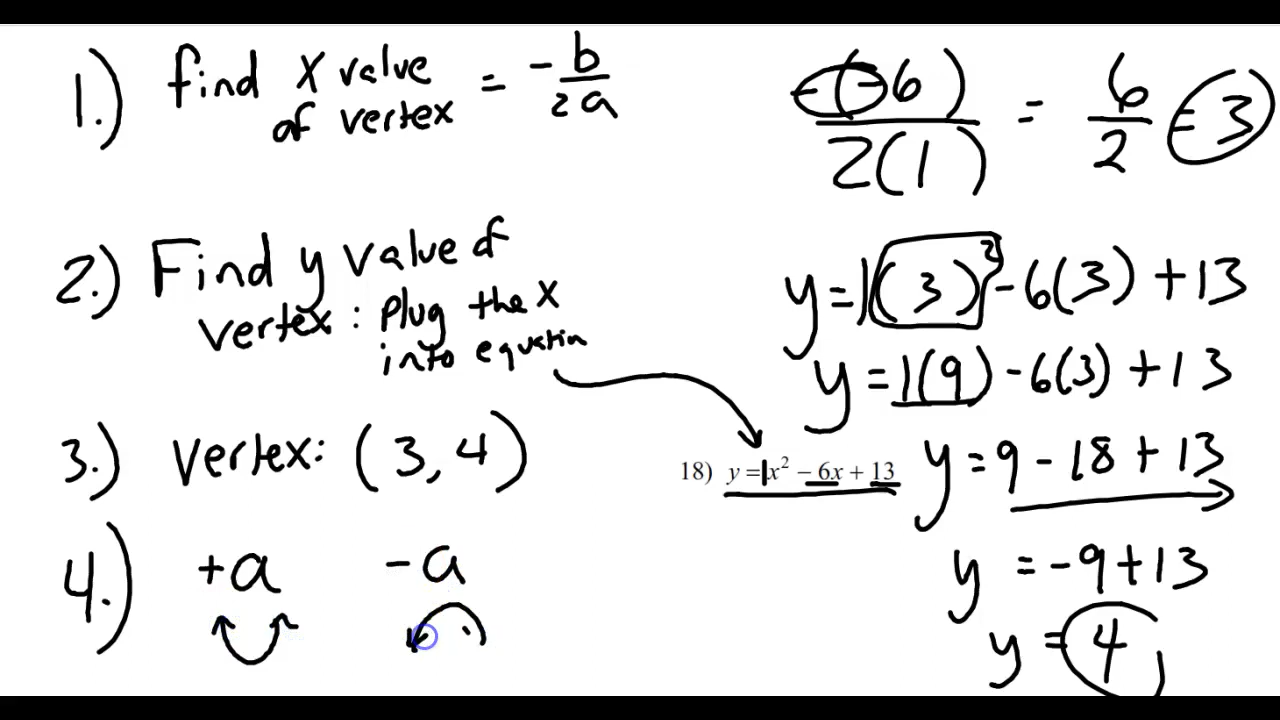 1.) find x value = -b/2a
of vertex
-(-6)/2(1) = 6/2 = 3
2.) Find y value of
vertex: plug the x
into equation
y=1(3)²-6(3)+13
y=1(9)-6(3)+13
3.) vertex: (3,4)
18) y = 1x² − 6x + 13
y=9-18+13
4.) +a -a
y=-9+13
y=4